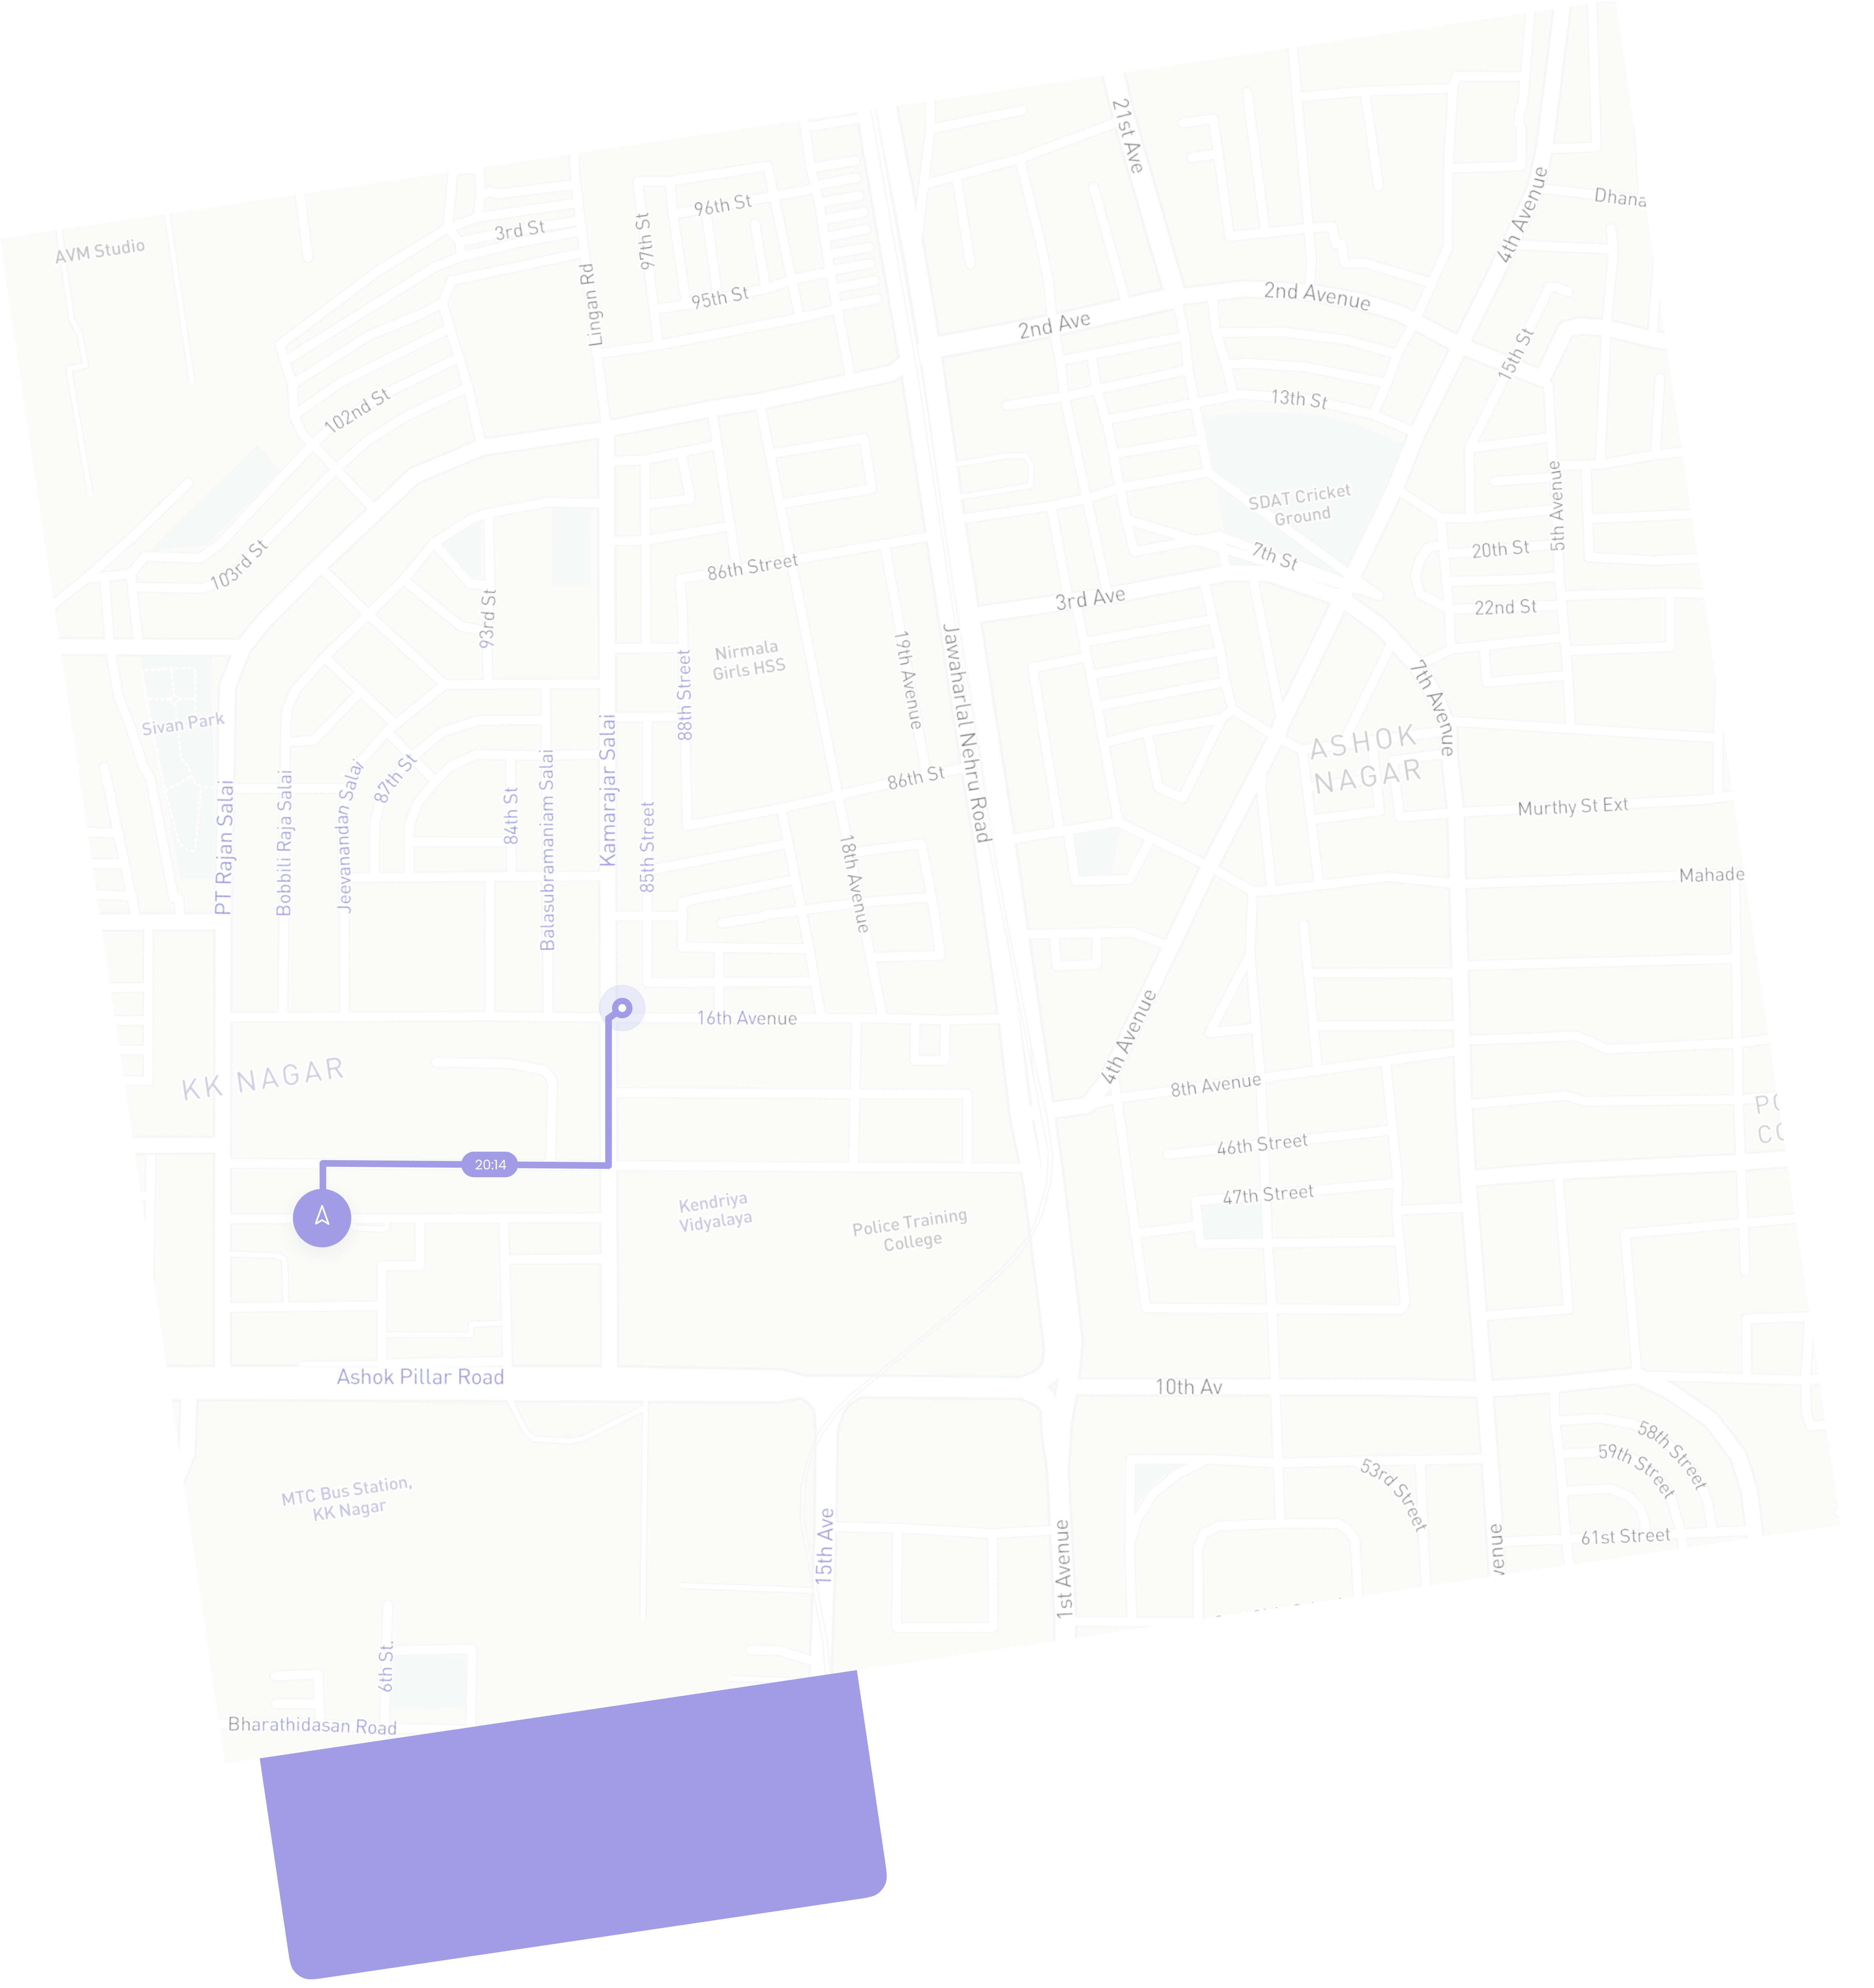 21st Ave
4th Avenue
Dhana
96th St
3rd St
97th St
AVM Studio
Lingan Rd
95th St
2nd Avenue
2nd Ave
15th St
102nd St
13th St
SDAT Cricket
Ground
5th Avenue
103rd St
86th Street
7th St
20th St
3rd Ave
22nd St
93rd St
Nirmala
Girls HSS
88th Street
19th Avenue
Jawaharlal Nehru Road
7th Avenue
Sivan Park
ASHOK
NAGAR
PT Rajan Salai
Bobbili Raja Salai
Jeevanandan Salai
87th St
84th St
Balasubramaniam Salai
Kamarajar Salai
85th Street
86th St
Murthy St Ext
18th Avenue
Mahade
16th Avenue
4th Avenue
KK NAGAR
8th Avenue
PO
CO
46th Street
20:14
47th Street
Kendriya
Vidyalaya
Police Training
College
Ashok Pillar Road
10th Av
58th Street
59th Street
53rd Street
MTC Bus Station,
KK Nagar
15th Ave
1st Avenue
venue
61st Street
6th St.
Bharathidasan Road